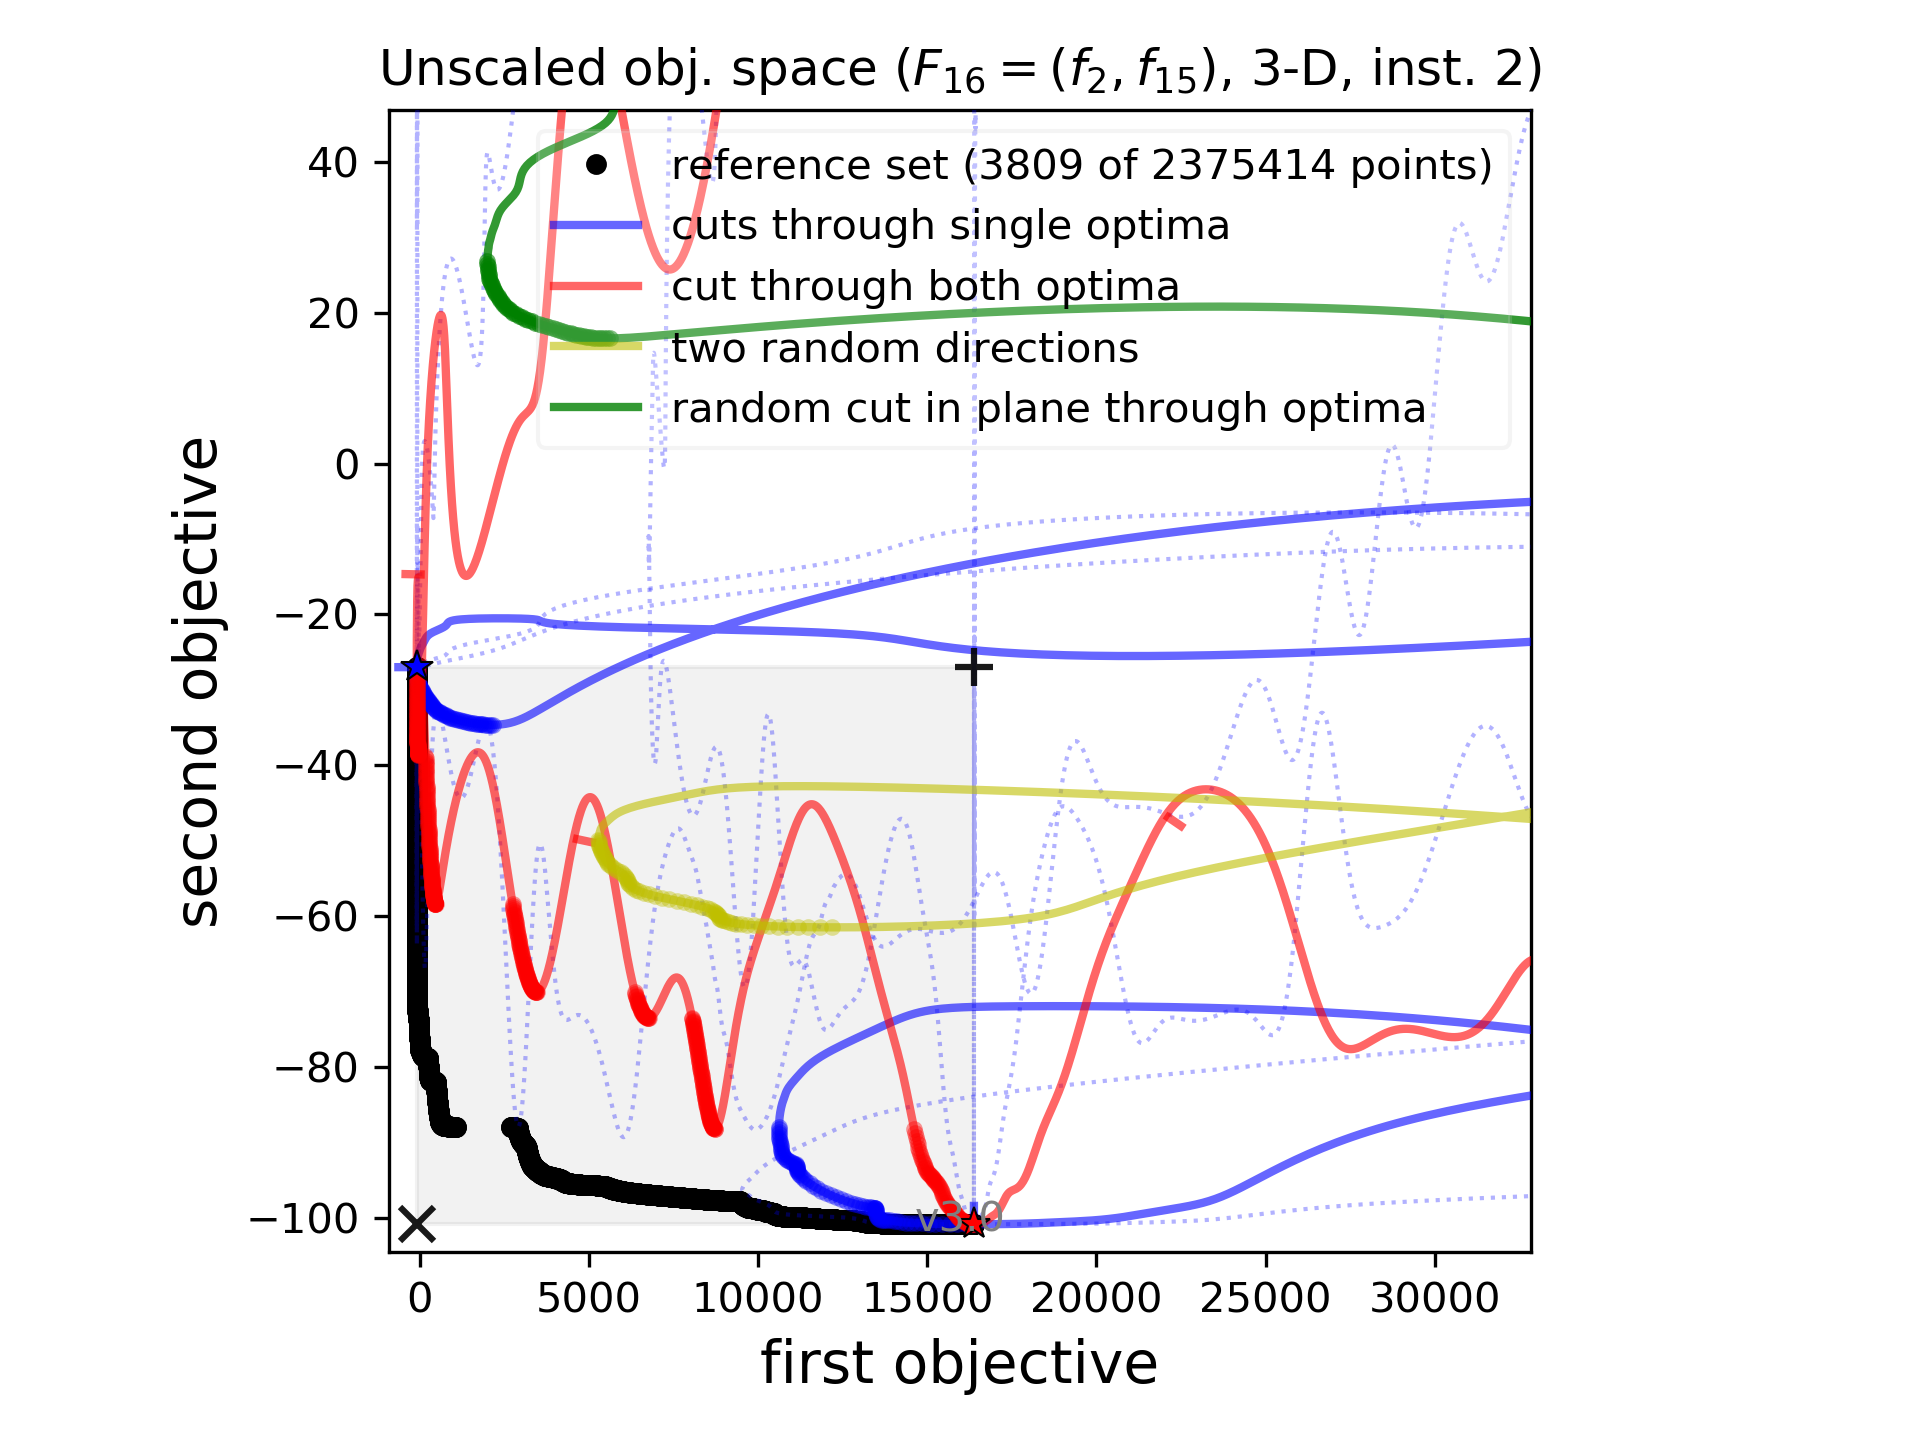 Unscaled obj. space (F₁₆ = (f₂, f₁₅), 3-D, inst. 2)
reference set (3809 of 2375414 points)
cuts through single optima
cut through both optima
two random directions
random cut in plane through optima
second objective
40
20
0
−20
−40
−60
−80
−100
v3.0
0 5000 10000 15000 20000 25000 30000
first objective